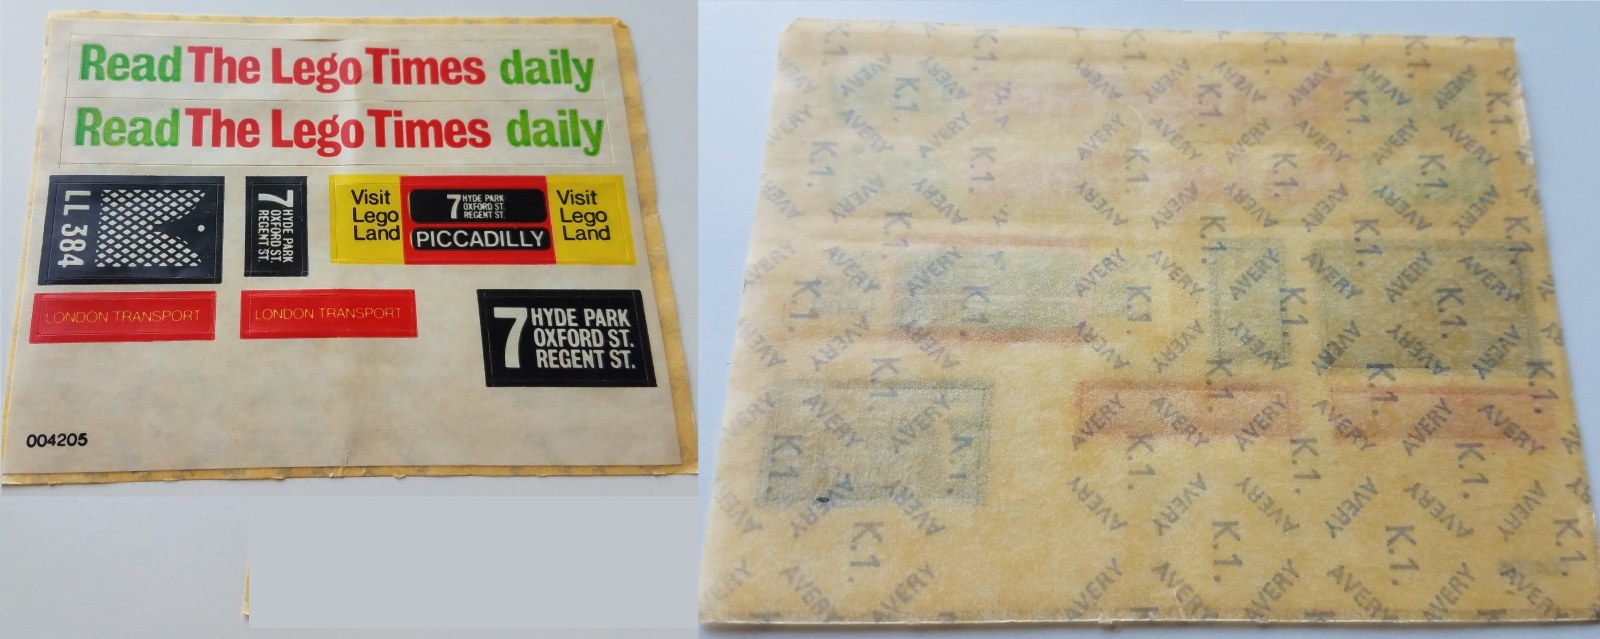 Read The Lego Times daily
Read The Lego Times daily
LL 384
7 HYDE PARK
OXFORD ST.
REGENT ST.
Visit
Lego
Land
7 HYDE PARK
OXFORD ST.
REGENT ST.
PICCADILLY
Visit
Lego
Land
LONDON TRANSPORT
LONDON TRANSPORT
7 HYDE PARK
OXFORD ST.
REGENT ST.
004205
AVERY
K.1.